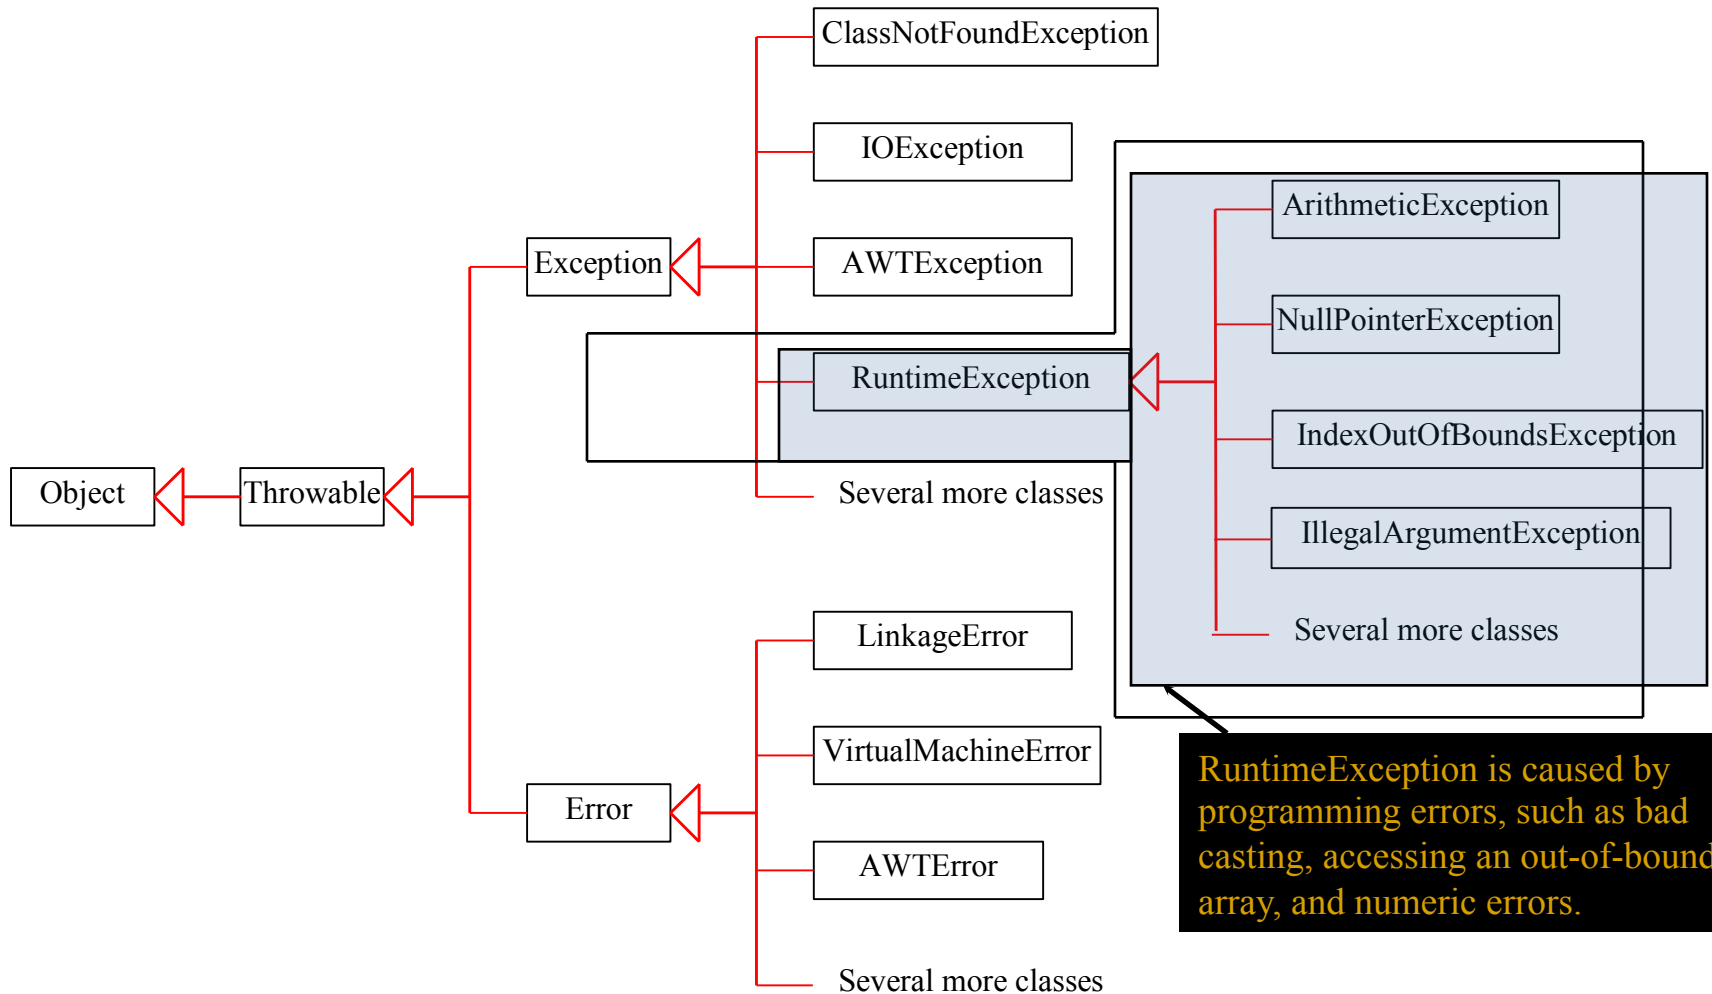 ClassNotFoundException
IOException
AWTException
Exception
RuntimeException
Several more classes
ArithmeticException
NullPointerException
IndexOutOfBoundsException
IllegalArgumentException
Several more classes
Object
Throwable
LinkageError
VirtualMachineError
Error
AWTError
Several more classes
RuntimeException is caused by
programming errors, such as bad
casting, accessing an out-of-bound
array, and numeric errors.